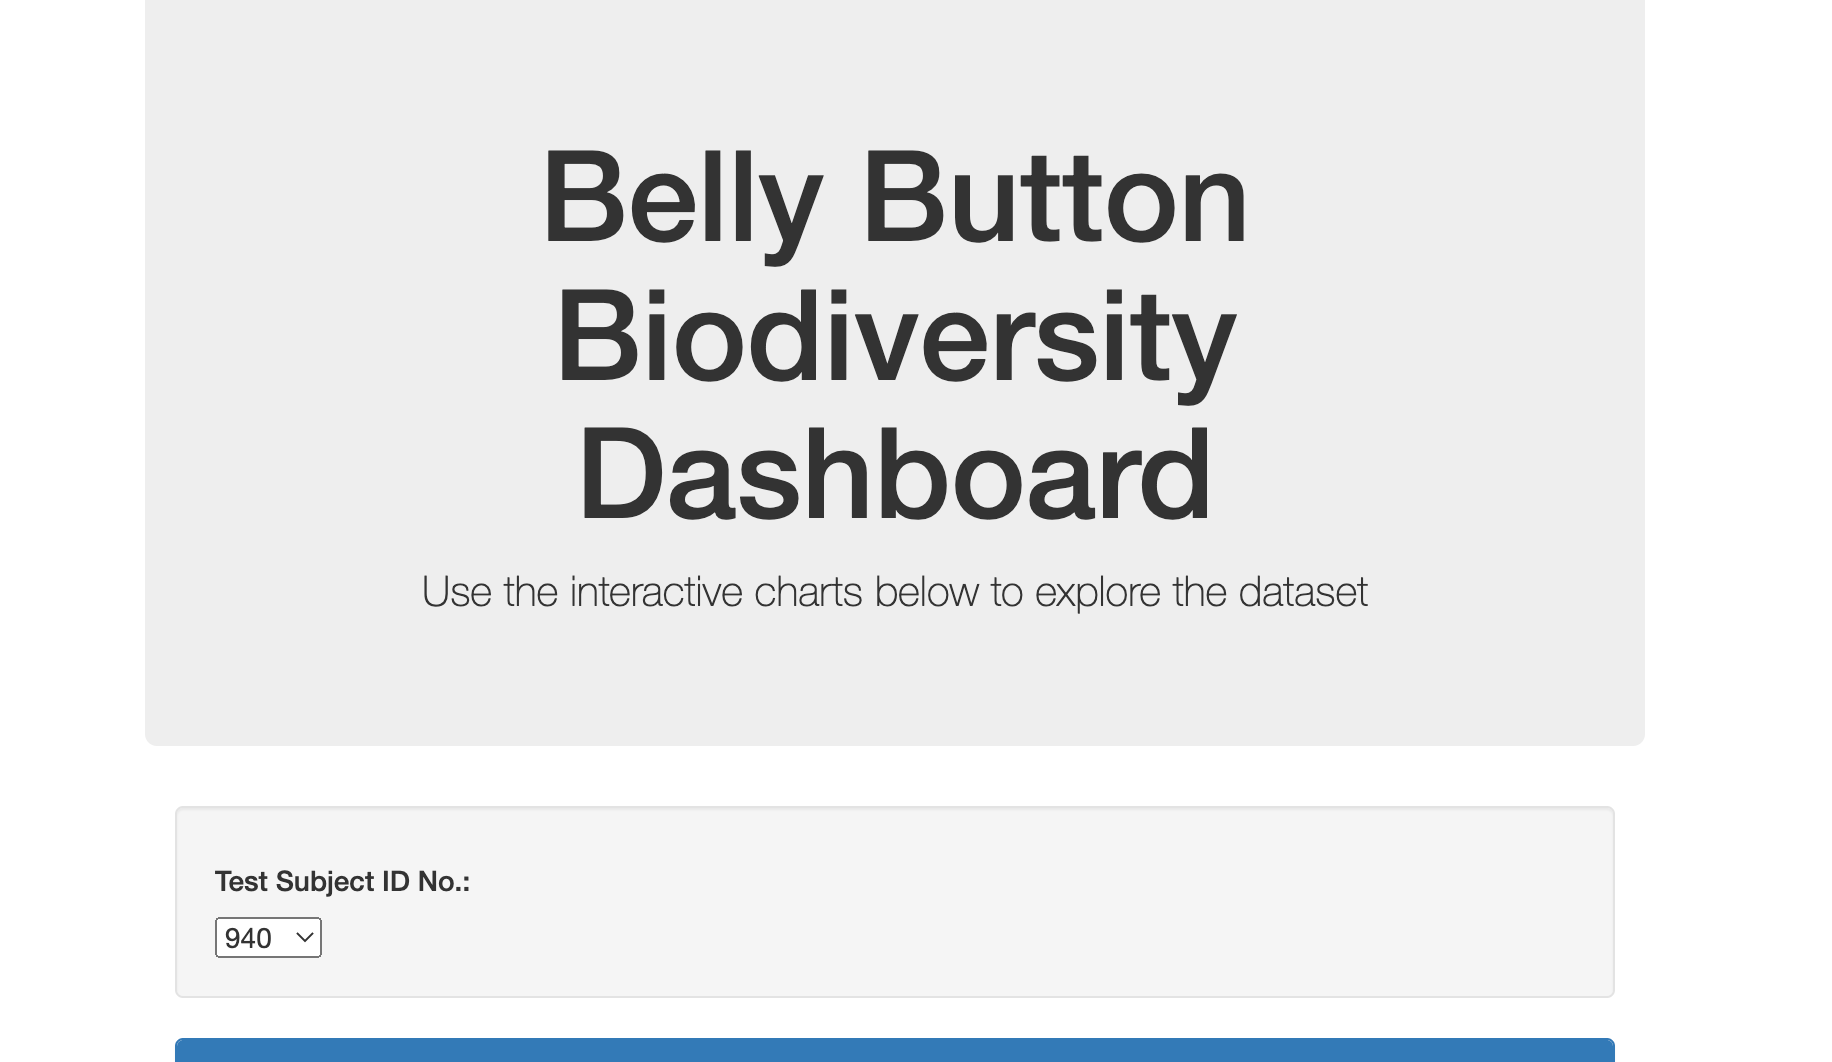 Belly Button
Biodiversity
Dashboard
Use the interactive charts below to explore the dataset
Test Subject ID No.:
940